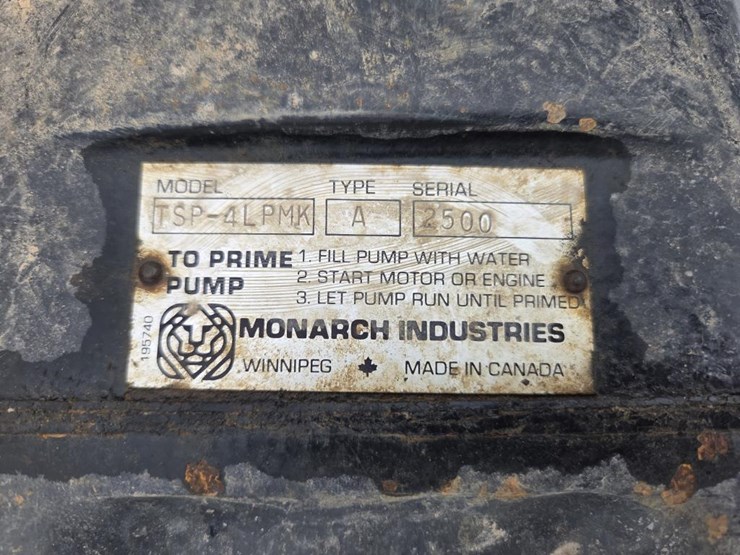 MODEL TYPE SERIAL
TSP-4LPMK A 2500
TO PRIME PUMP
1. FILL PUMP WITH WATER
2. START MOTOR OR ENGINE
3. LET PUMP RUN UNTIL PRIMED
195740
MONARCH INDUSTRIES
WINNIPEG MADE IN CANADA